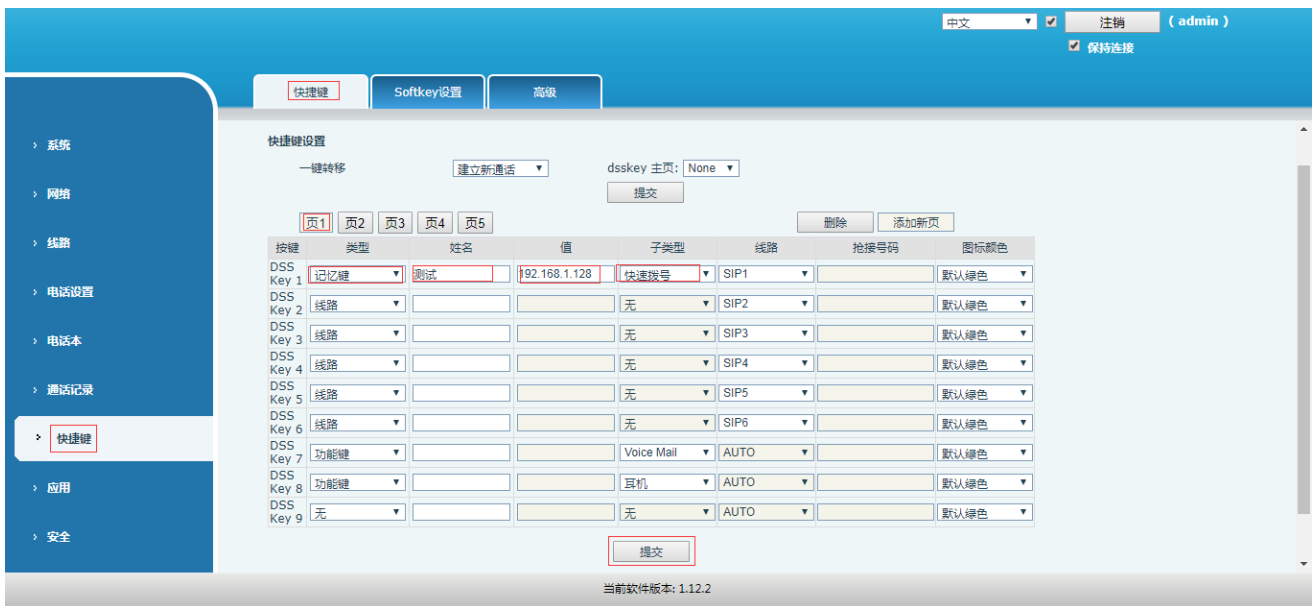 中文 注销 ( admin )
保持连接
快捷键 Softkey设置 高级
系统
网络
线路
电话设置
电话本
通话记录
快捷键
应用
安全
快捷键设置
一键转移 建立新通话 dsskey 主页: None
提交
页1 页2 页3 页4 页5 删除 添加新页
按键 类型 姓名 值 子类型 线路 抢接号码 图标颜色
DSS Key 1 记忆键 测试 192.168.1.128 快速拨号 SIP1 默认绿色
DSS Key 2 线路 无 SIP2 默认绿色
DSS Key 3 线路 无 SIP3 默认绿色
DSS Key 4 线路 无 SIP4 默认绿色
DSS Key 5 线路 无 SIP5 默认绿色
DSS Key 6 线路 无 SIP6 默认绿色
DSS Key 7 功能键 Voice Mail AUTO 默认绿色
DSS Key 8 功能键 耳机 AUTO 默认绿色
DSS Key 9 无 无 AUTO 默认绿色
提交
当前软件版本: 1.12.2